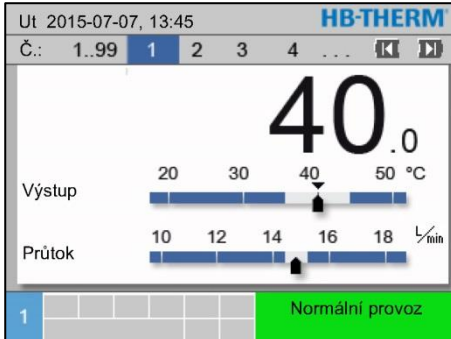 Ut 2015-07-07, 13:45 HB-THERM®
Č.: 1..99 1 2 3 4 ...
40.0
20 30 40 50 °C
Výstup
10 12 14 16 18 L/min
Průtok
1 Normální provoz